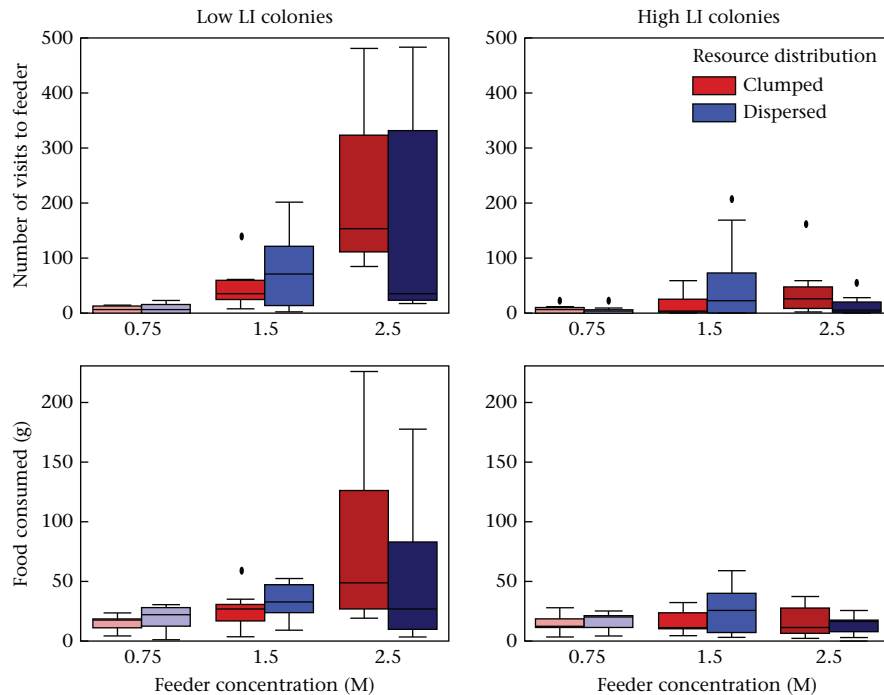 Low LI colonies
High LI colonies
Number of visits to feeder
500
400
300
200
100
0
0.75 1.5 2.5
500
400
300
200
100
0
Resource distribution
Clumped
Dispersed
0.75 1.5 2.5
Food consumed (g)
200
150
100
50
0
0.75 1.5 2.5
Feeder concentration (M)
200
150
100
50
0
0.75 1.5 2.5
Feeder concentration (M)